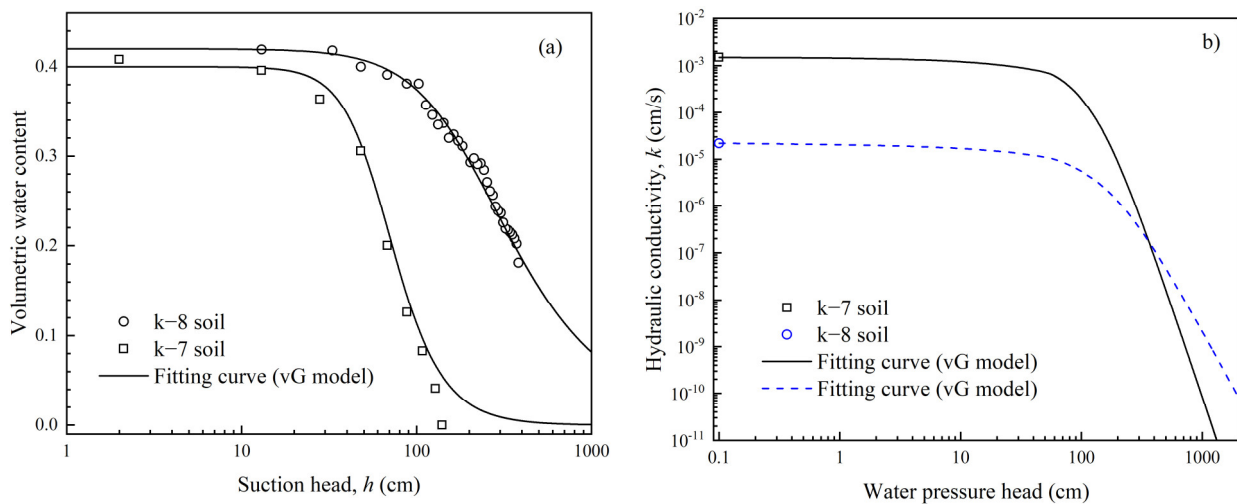 (a)
0.4
0.3
0.2
0.1
0.0
Volumetric water content
k−8 soil
k−7 soil
Fitting curve (vG model)
1
10
100
1000
Suction head, h (cm)
b)
10-2
10-3
10-4
10-5
10-6
10-7
10-8
10-9
10-10
10-11
Hydraulic conductivity, k (cm/s)
k−7 soil
k−8 soil
Fitting curve (vG model)
Fitting curve (vG model)
0.1
1
10
100
1000
Water pressure head (cm)